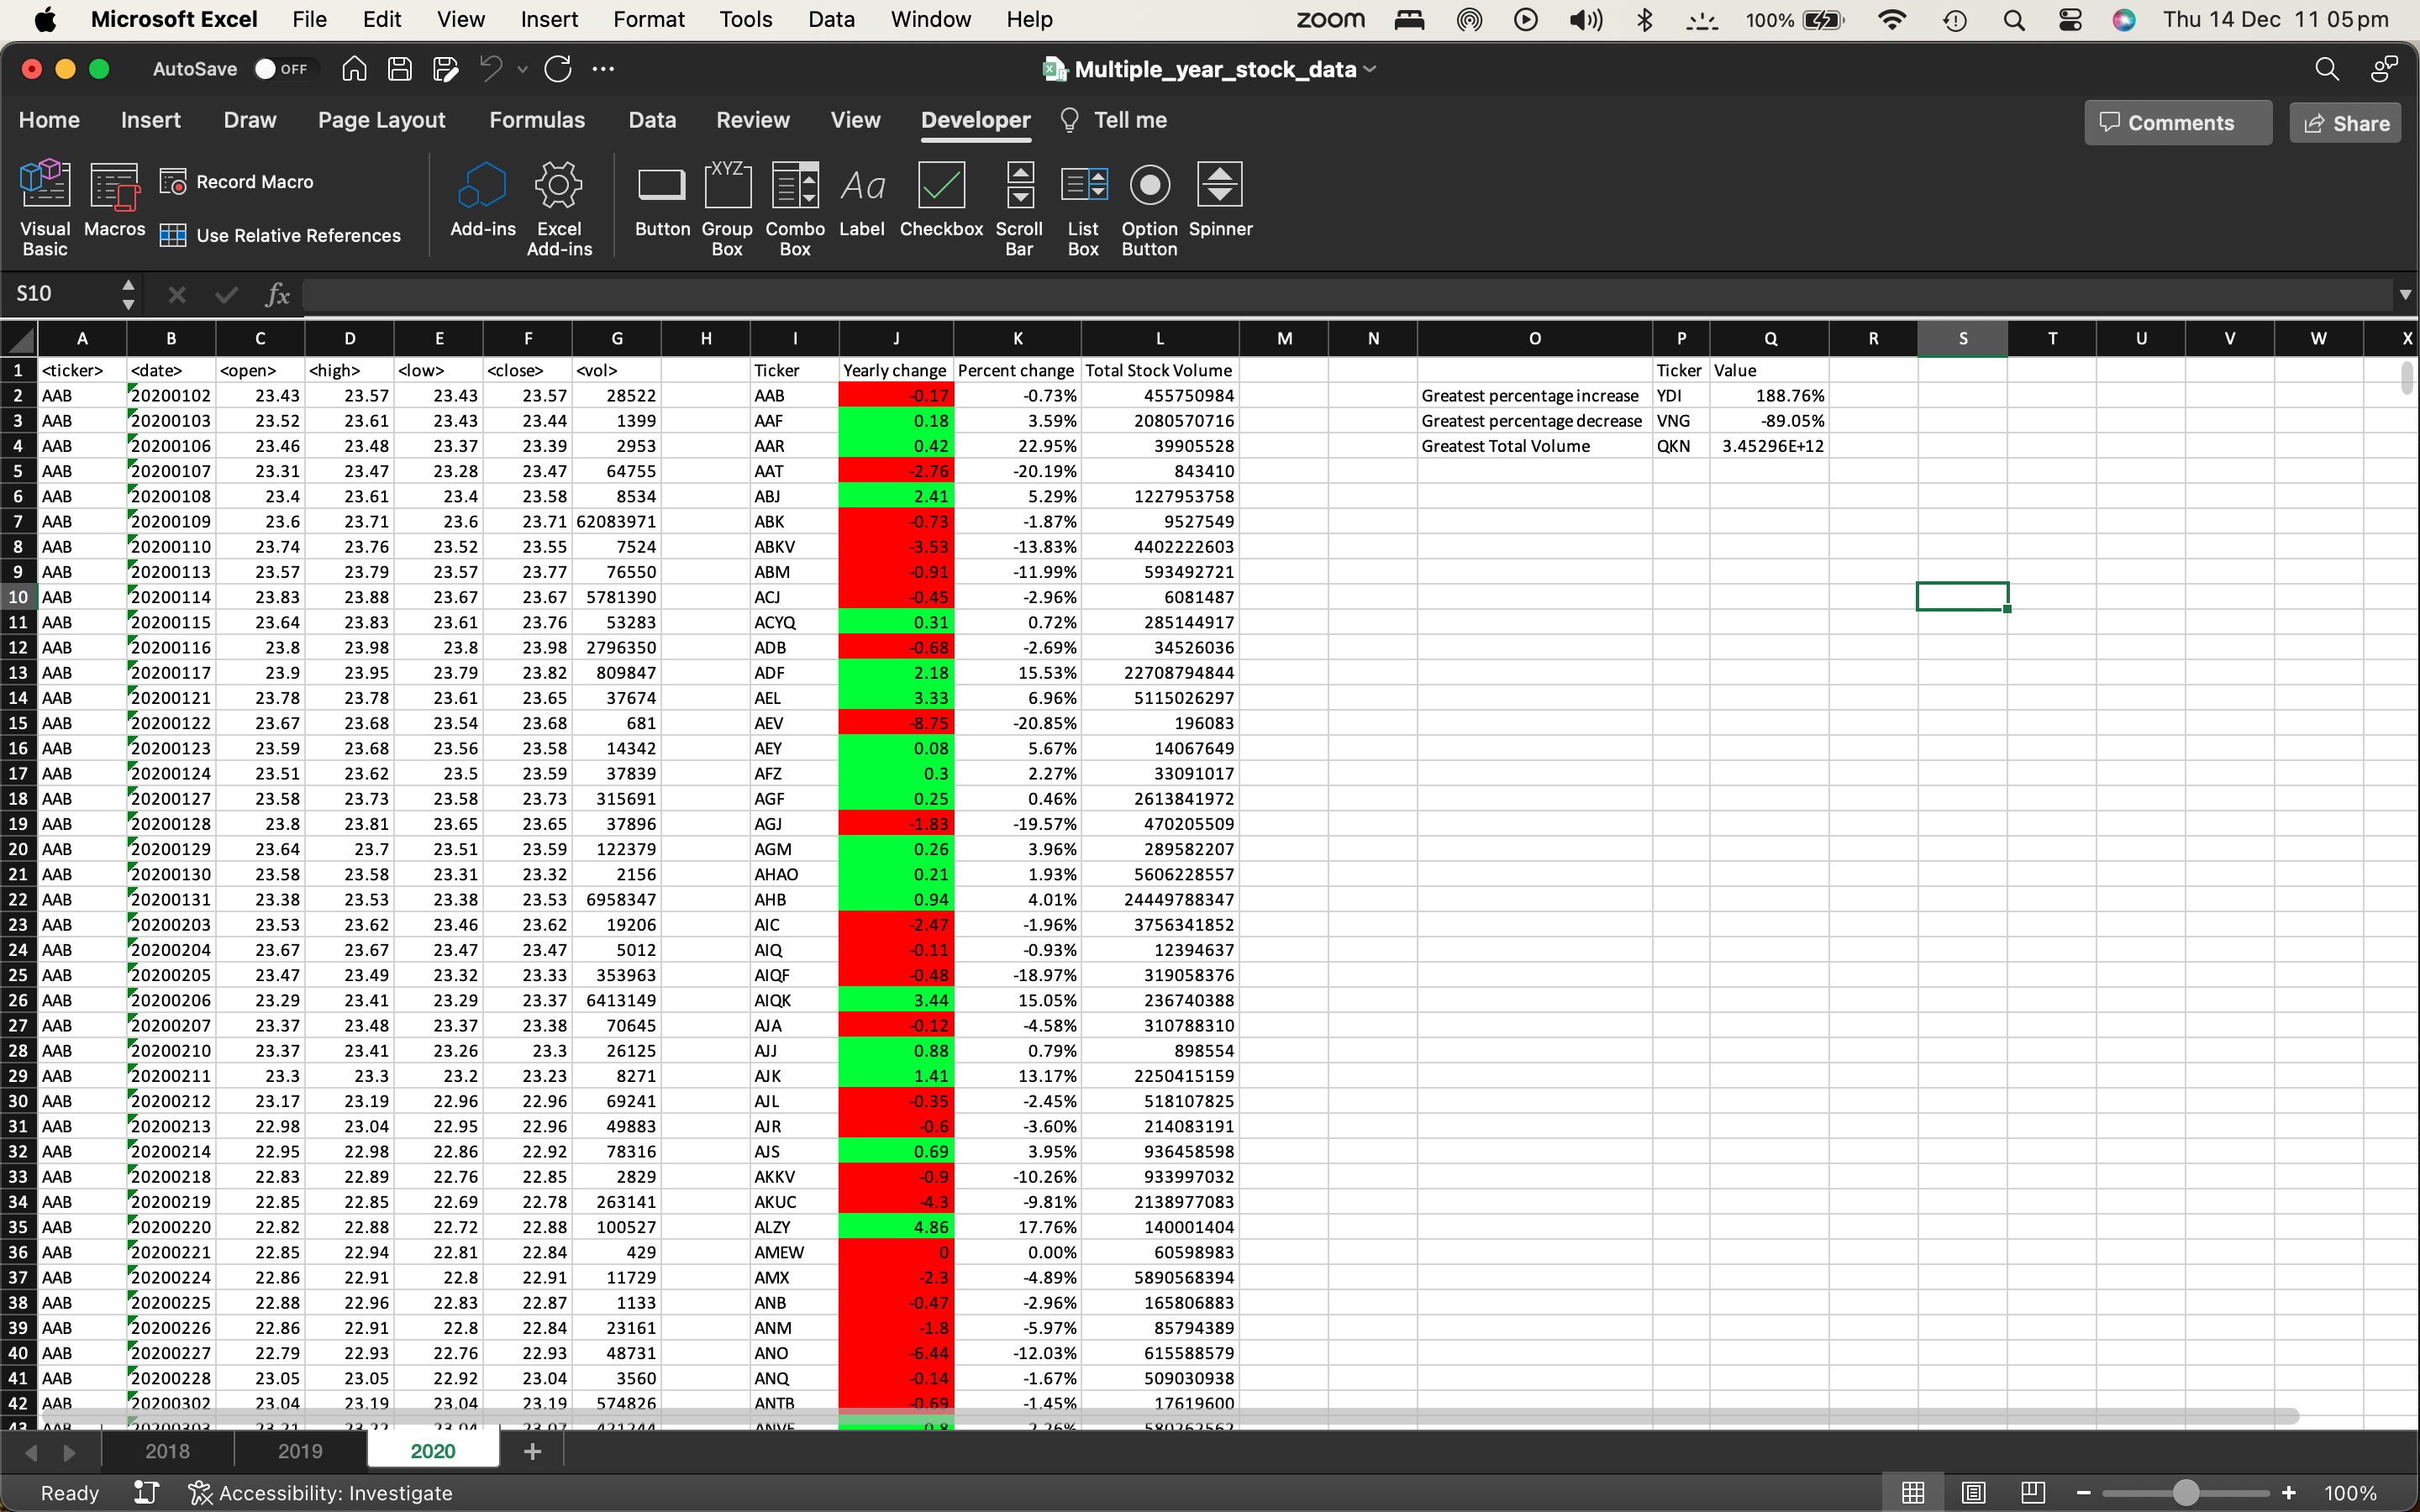 Microsoft Excel File Edit View Insert Format Tools Data Window Help zoom 100% Thu 14 Dec 11 05 pm
AutoSave OFF Multiple_year_stock_data
Home Insert Draw Page Layout Formulas Data Review View Developer Tell me Comments Share
Visual Basic Macros Record Macro Use Relative References Add-ins Excel Add-ins Button XYZ Group Box Combo Box Aa Label Checkbox Scroll Bar List Box Option Button Spinner
S10 fx
A B C D E F G H I J K L M N O P Q R S T U V W X
1 <ticker> <date> <open> <high> <low> <close> <vol> Ticker Yearly change Percent change Total Stock Volume Ticker Value
2 AAB 20200102 23.43 23.57 23.43 23.57 28522 AAB -0.17 -0.73% 455750984 Greatest percentage increase YDI 188.76%
3 AAB 20200103 23.52 23.61 23.43 23.44 1399 AAF 0.18 3.59% 2080570716 Greatest percentage decrease VNG -89.05%
4 AAB 20200106 23.46 23.48 23.37 23.39 2953 AAR 0.42 22.95% 39905528 Greatest Total Volume QKN 3.45296E+12
5 AAB 20200107 23.31 23.47 23.28 23.47 64755 AAT -2.76 -20.19% 843410
6 AAB 20200108 23.4 23.61 23.4 23.58 8534 ABJ 2.41 5.29% 1227953758
7 AAB 20200109 23.6 23.71 23.6 23.71 62083971 ABK -0.73 -1.87% 9527549
8 AAB 20200110 23.74 23.76 23.52 23.55 7524 ABKV -3.53 -13.83% 4402222603
9 AAB 20200113 23.57 23.79 23.57 23.77 76550 ABM -0.91 -11.99% 593492721
10 AAB 20200114 23.83 23.88 23.67 23.67 5781390 ACJ -0.45 -2.96% 6081487
11 AAB 20200115 23.64 23.83 23.61 23.76 53283 ACYQ 0.31 0.72% 285144917
12 AAB 20200116 23.8 23.98 23.8 23.98 2796350 ADB -0.68 -2.69% 34526036
13 AAB 20200117 23.9 23.95 23.79 23.82 809847 ADF 2.18 15.53% 22708794844
14 AAB 20200121 23.78 23.78 23.61 23.65 37674 AEL 3.33 6.96% 5115026297
15 AAB 20200122 23.67 23.68 23.54 23.68 681 AEV -8.75 -20.85% 196083
16 AAB 20200123 23.59 23.68 23.56 23.58 14342 AEY 0.08 5.67% 14067649
17 AAB 20200124 23.51 23.62 23.5 23.59 37839 AFZ 0.3 2.27% 33091017
18 AAB 20200127 23.58 23.73 23.58 23.73 315691 AGF 0.25 0.46% 2613841972
19 AAB 20200128 23.8 23.81 23.65 23.65 37896 AGJ -1.83 -19.57% 470205509
20 AAB 20200129 23.64 23.7 23.51 23.59 122379 AGM 0.26 3.96% 289582207
21 AAB 20200130 23.58 23.58 23.31 23.32 2156 AHAO 0.21 1.93% 5606228557
22 AAB 20200131 23.38 23.53 23.38 23.53 6958347 AHB 0.94 4.01% 24449788347
23 AAB 20200203 23.53 23.62 23.46 23.62 19206 AIC -2.47 -1.96% 3756341852
24 AAB 20200204 23.67 23.67 23.47 23.47 5012 AIQ -0.11 -0.93% 12394637
25 AAB 20200205 23.47 23.49 23.32 23.33 353963 AIQF -0.48 -18.97% 319058376
26 AAB 20200206 23.29 23.41 23.29 23.37 6413149 AIQK 3.44 15.05% 236740388
27 AAB 20200207 23.37 23.48 23.37 23.38 70645 AJA -0.12 -4.58% 310788310
28 AAB 20200210 23.37 23.41 23.26 23.3 26125 AJJ 0.88 0.79% 898554
29 AAB 20200211 23.3 23.3 23.2 23.23 8271 AJK 1.41 13.17% 2250415159
30 AAB 20200212 23.17 23.19 22.96 22.96 69241 AJL -0.35 -2.45% 518107825
31 AAB 20200213 22.98 23.04 22.95 22.96 49883 AJR -0.6 -3.60% 214083191
32 AAB 20200214 22.95 22.98 22.86 22.92 78316 AJS 0.69 3.95% 936458598
33 AAB 20200218 22.83 22.89 22.76 22.85 2829 AKKV -0.9 -10.26% 933997032
34 AAB 20200219 22.85 22.85 22.69 22.78 263141 AKUC -4.3 -9.81% 2138977083
35 AAB 20200220 22.82 22.88 22.72 22.88 100527 ALZY 4.86 17.76% 140001404
36 AAB 20200221 22.85 22.94 22.81 22.84 429 AMEW 0 0.00% 60598983
37 AAB 20200224 22.86 22.91 22.8 22.91 11729 AMX -2.3 -4.89% 5890568394
38 AAB 20200225 22.88 22.96 22.83 22.87 1133 ANB -0.47 -2.96% 165806883
39 AAB 20200226 22.86 22.91 22.8 22.84 23161 ANM -1.8 -5.97% 85794389
40 AAB 20200227 22.79 22.93 22.76 22.93 48731 ANO -6.44 -12.03% 615588579
41 AAB 20200228 23.05 23.05 22.92 23.04 3560 ANQ -0.14 -1.67% 509030938
42 AAB 20200302 23.04 23.19 23.04 23.19 574826 ANTB -0.69 -1.45% 17619600
2018 2019 2020
Ready Accessibility: Investigate 100%